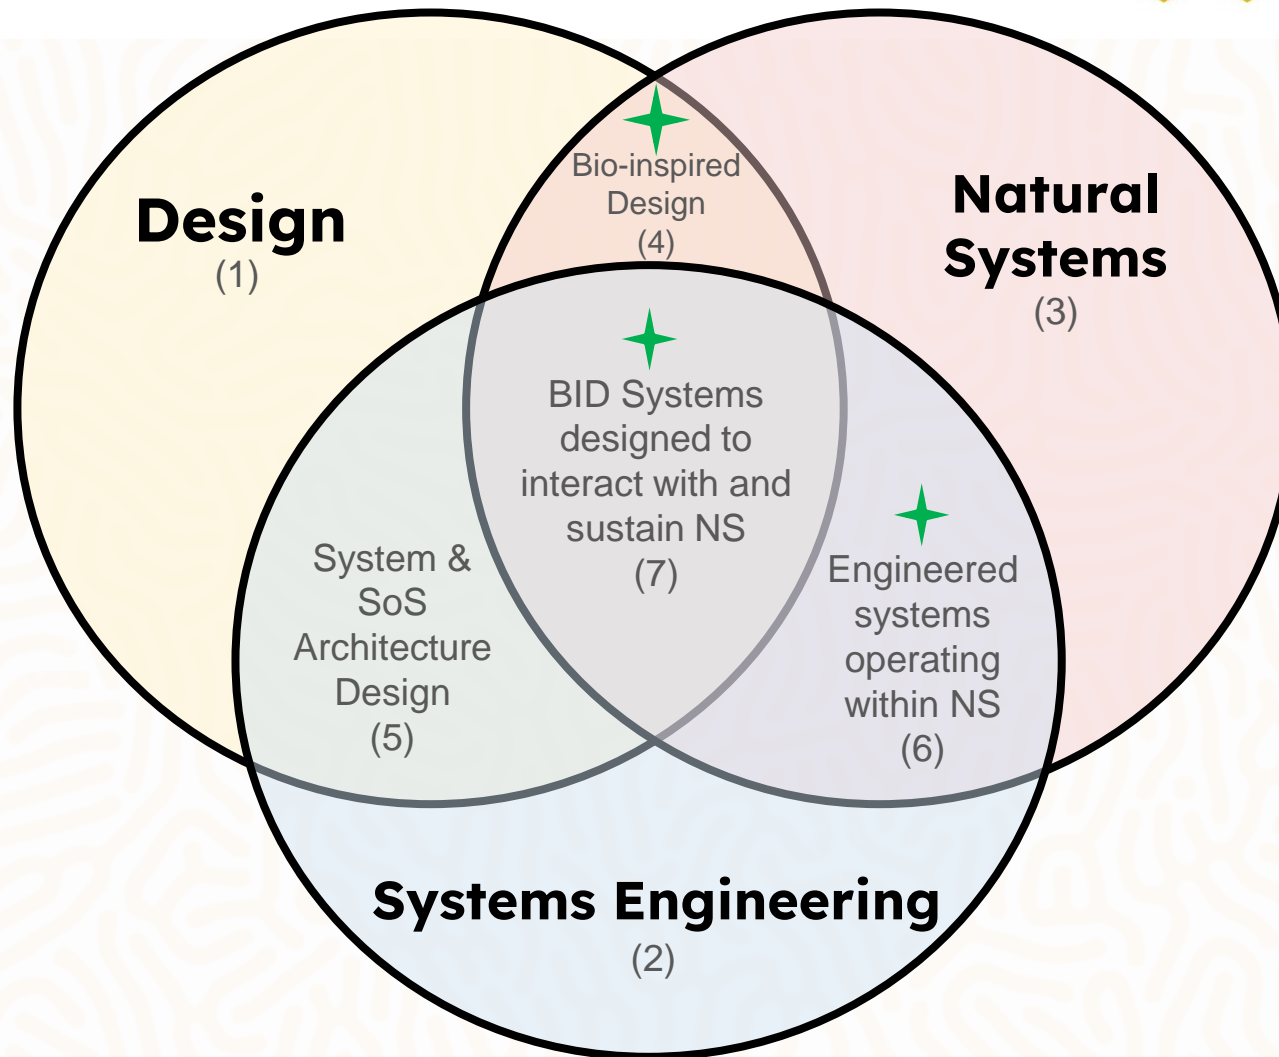 Design
(1)
Bio-inspired
Design
(4)
Natural
Systems
(3)
BID Systems
designed to
interact with and
sustain NS
(7)
System &
SoS
Architecture
Design
(5)
Engineered
systems
operating
within NS
(6)
Systems Engineering
(2)